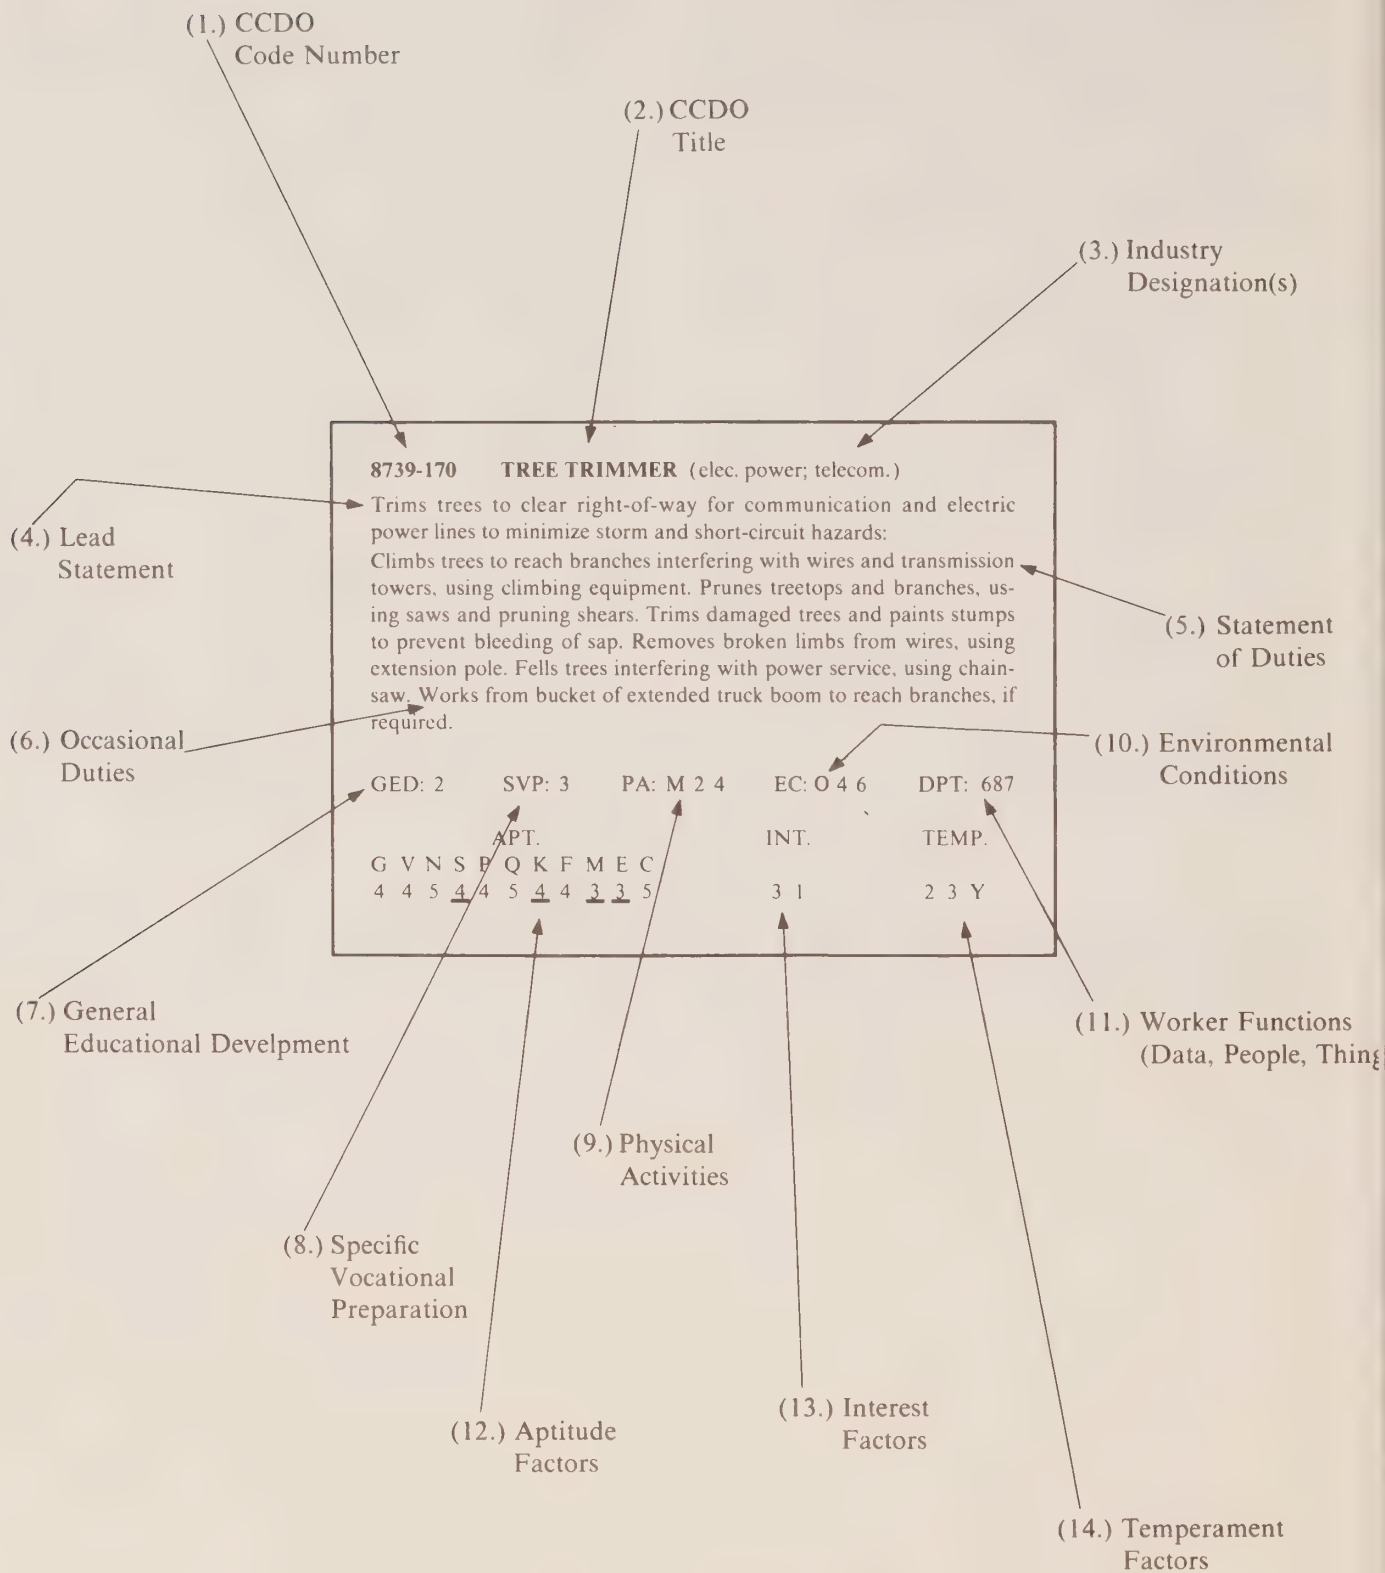 (1.) CCDO
Code Number
(2.) CCDO
Title
(3.) Industry
Designation(s)
8739-170 TREE TRIMMER (elec. power; telecom.)
Trims trees to clear right-of-way for communication and electric
power lines to minimize storm and short-circuit hazards:
Climbs trees to reach branches interfering with wires and transmission
towers, using climbing equipment. Prunes treetops and branches, us-
ing saws and pruning shears. Trims damaged trees and paints stumps
to prevent bleeding of sap. Removes broken limbs from wires, using
extension pole. Fells trees interfering with power service, using chain-
saw. Works from bucket of extended truck boom to reach branches, if
required.
(4.) Lead
Statement
(5.) Statement
of Duties
(6.) Occasional
Duties
(10.) Environmental
Conditions
GED: 2 SVP: 3 PA: M 2 4 EC: O 4 6 DPT: 687
APT. INT. TEMP.
G V N S P Q K F M E C
4 4 5 4 4 5 4 4 3 3 5 3 1 2 3 Y
(7.) General
Educational Develpment
(11.) Worker Functions
(Data, People, Thing
(9.) Physical
Activities
(8.) Specific
Vocational
Preparation
(12.) Aptitude
Factors
(13.) Interest
Factors
(14.) Temperament
Factors